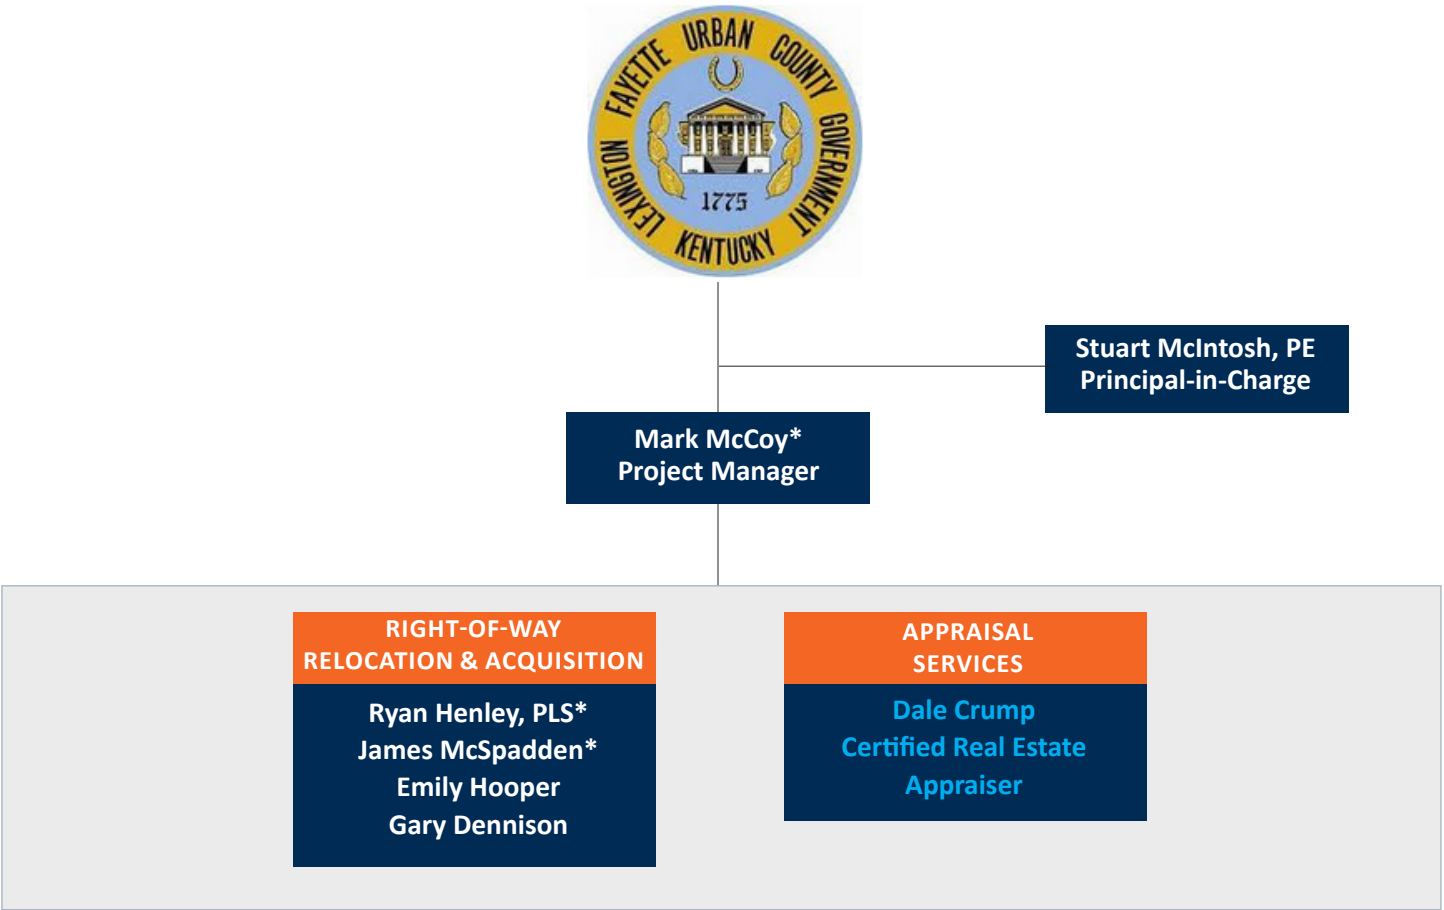 LEXINGTON FAYETTE URBAN COUNTY GOVERNMENT
KENTUCKY
1775
Stuart McIntosh, PE
Principal-in-Charge
Mark McCoy*
Project Manager
RIGHT-OF-WAY
RELOCATION & ACQUISITION
Ryan Henley, PLS*
James McSpadden*
Emily Hooper
Gary Dennison
APPRAISAL
SERVICES
Dale Crump
Certified Real Estate
Appraiser